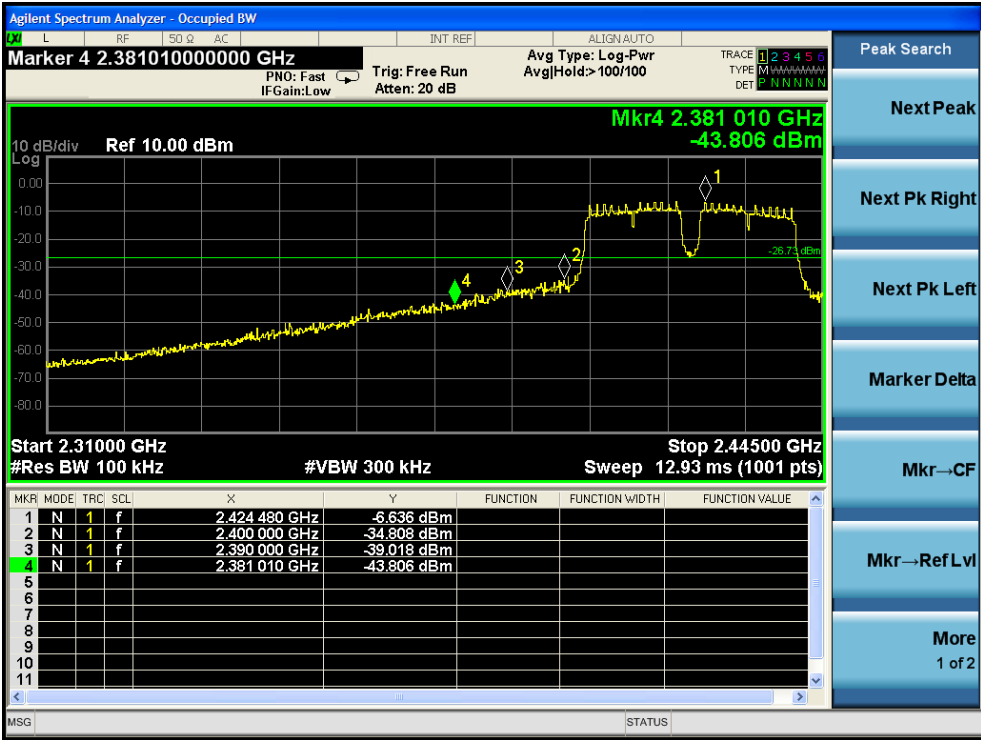 Agilent Spectrum Analyzer - Occupied BW
LXI L RF 50 Ω AC INT REF ALIGN AUTO
Marker 4 2.381010000000 GHz
PNO: Fast
IFGain:Low
Trig: Free Run
Atten: 20 dB
Avg Type: Log-Pwr
Avg|Hold:> 100/100
TRACE 1 2 3 4 5 6
TYPE M WWWWW
DET P N N N N N
Mkr4 2.381 010 GHz
-43.806 dBm
10 dB/div Ref 10.00 dBm
Log
0.00
-10.0
-20.0
-30.0
-40.0
-50.0
-60.0
-70.0
-80.0
1
2
3
4
-26.73 dBm
Start 2.31000 GHz Stop 2.44500 GHz
#Res BW 100 kHz #VBW 300 kHz Sweep 12.93 ms (1001 pts)
MKR MODE TRC SCL X Y FUNCTION FUNCTION WIDTH FUNCTION VALUE
1 N 1 f 2.424 480 GHz -6.636 dBm
2 N 1 f 2.400 000 GHz -34.808 dBm
3 N 1 f 2.390 000 GHz -39.018 dBm
4 N 1 f 2.381 010 GHz -43.806 dBm
5
6
7
8
9
10
11
MSG STATUS
Peak Search
Next Peak
Next Pk Right
Next Pk Left
Marker Delta
Mkr→CF
Mkr→Ref Lvl
More
1 of 2